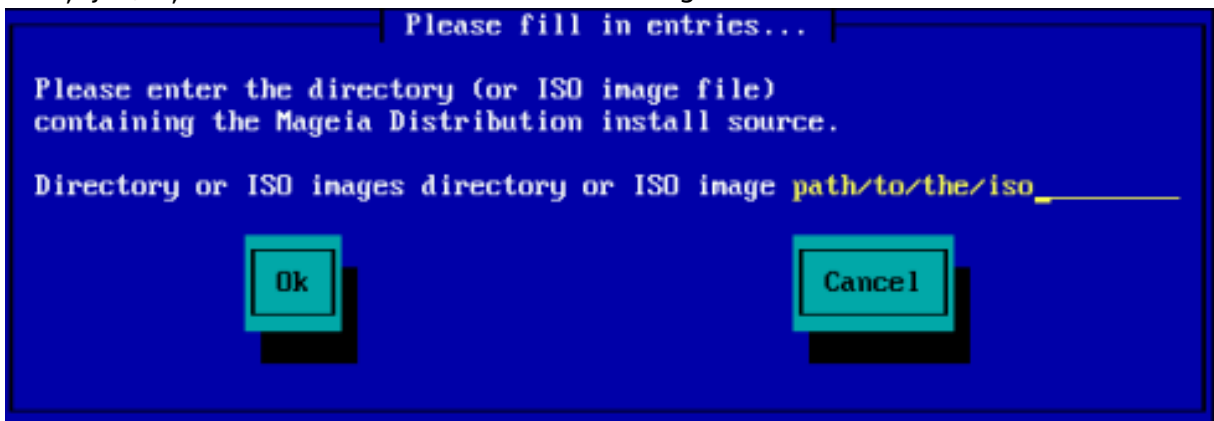 Please fill in entries...
Please enter the directory (or ISO image file)
containing the Mageia Distribution install source.
Directory or ISO images directory or ISO image path/to/the/iso
Ok Cancel